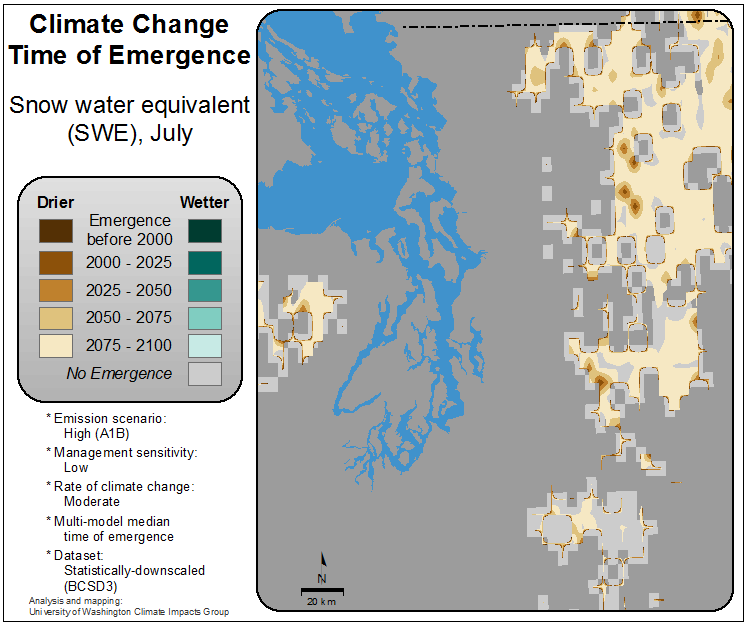 Climate Change
Time of Emergence
Snow water equivalent
(SWE), July
Drier
Wetter
Emergence
before 2000
2000 - 2025
2025 - 2050
2050 - 2075
2075 - 2100
No Emergence
* Emission scenario:
High (A1B)
* Management sensitivity:
Low
* Rate of climate change:
Moderate
* Multi-model median
time of emergence
* Dataset:
Statistically-downscaled
(BCSD3)
Analysis and mapping:
University of Washington Climate Impacts Group
N
20 km